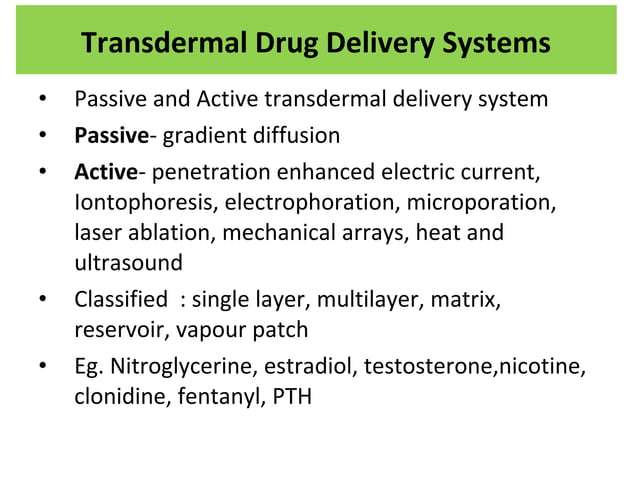 Transdermal Drug Delivery Systems
• Passive and Active transdermal delivery system
• Passive- gradient diffusion
• Active- penetration enhanced electric current,
Iontophoresis, electrophoration, microporation,
laser ablation, mechanical arrays, heat and
ultrasound
• Classified : single layer, multilayer, matrix,
reservoir, vapour patch
• Eg. Nitroglycerine, estradiol, testosterone,nicotine,
clonidine, fentanyl, PTH